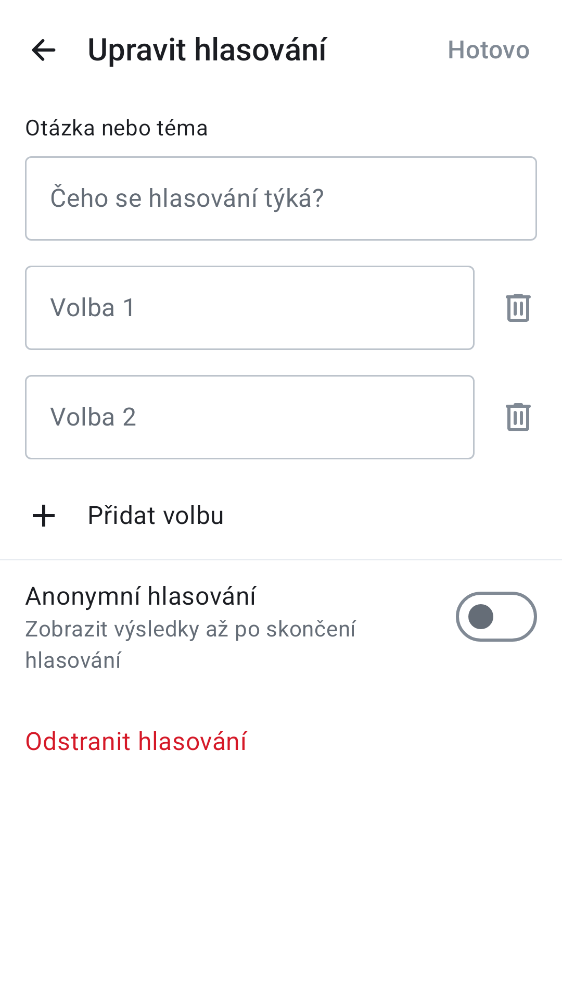 Upravit hlasování
Hotovo
Otázka nebo téma
Čeho se hlasování týká?
Volba 1
Volba 2
Přidat volbu
Anonymní hlasování
Zobrazit výsledky až po skončení
hlasování
Odstranit hlasování